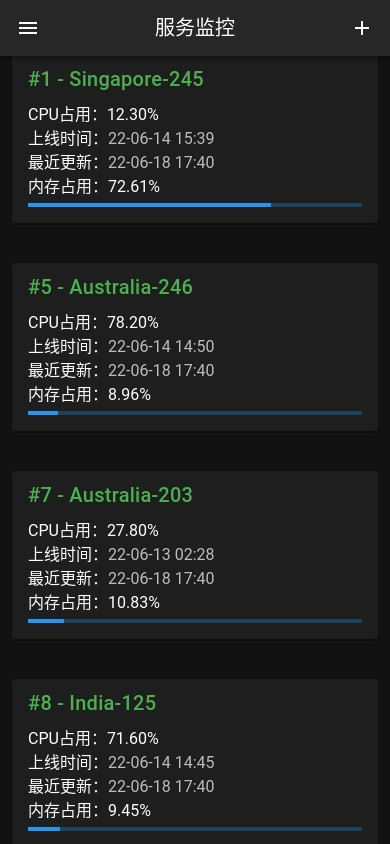 服务监控
#1 - Singapore-245
CPU占用：12.30%
上线时间：22-06-14 15:39
最近更新：22-06-18 17:40
内存占用：72.61%
#5 - Australia-246
CPU占用：78.20%
上线时间：22-06-14 14:50
最近更新：22-06-18 17:40
内存占用：8.96%
#7 - Australia-203
CPU占用：27.80%
上线时间：22-06-13 02:28
最近更新：22-06-18 17:40
内存占用：10.83%
#8 - India-125
CPU占用：71.60%
上线时间：22-06-14 14:45
最近更新：22-06-18 17:40
内存占用：9.45%